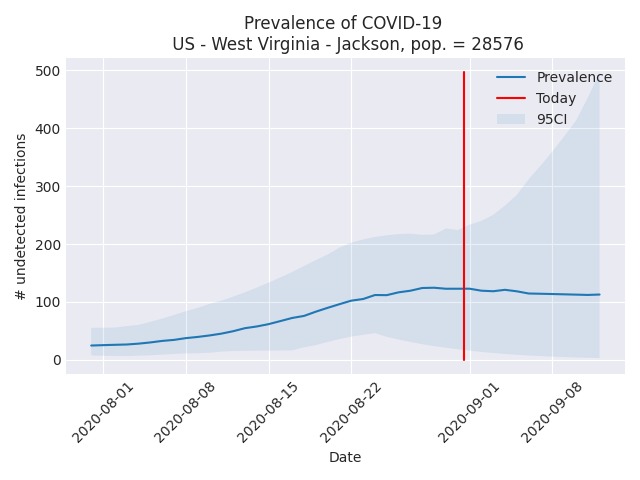 Prevalence of COVID-19
US - West Virginia - Jackson, pop. = 28576
500
400
300
200
100
0
# undetected infections
Prevalence
Today
95CI
2020-08-01
2020-08-08
2020-08-15
2020-08-22
2020-09-01
2020-09-08
Date